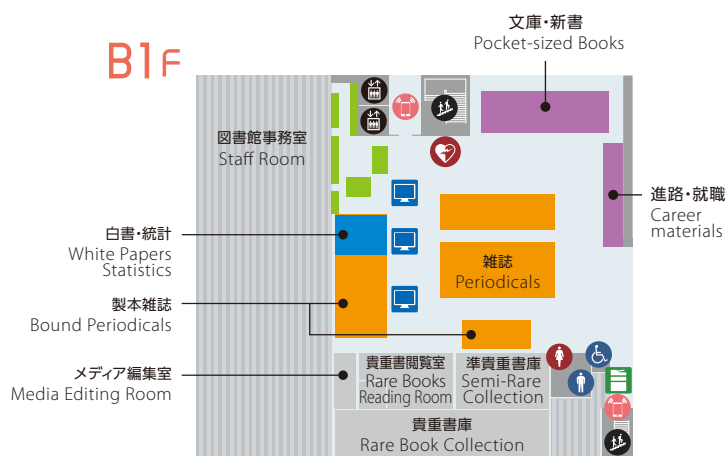 文庫・新書
Pocket-sized Books
B1F
図書館事務室
Staff Room
進路・就職
Career
materials
白書・統計
White Papers
Statistics
雑誌
Periodicals
製本雑誌
Bound Periodicals
メディア編集室
Media Editing Room
貴重書閲覧室
Rare Books
Reading Room
準貴重書庫
Semi-Rare
Collection
貴重書庫
Rare Book Collection